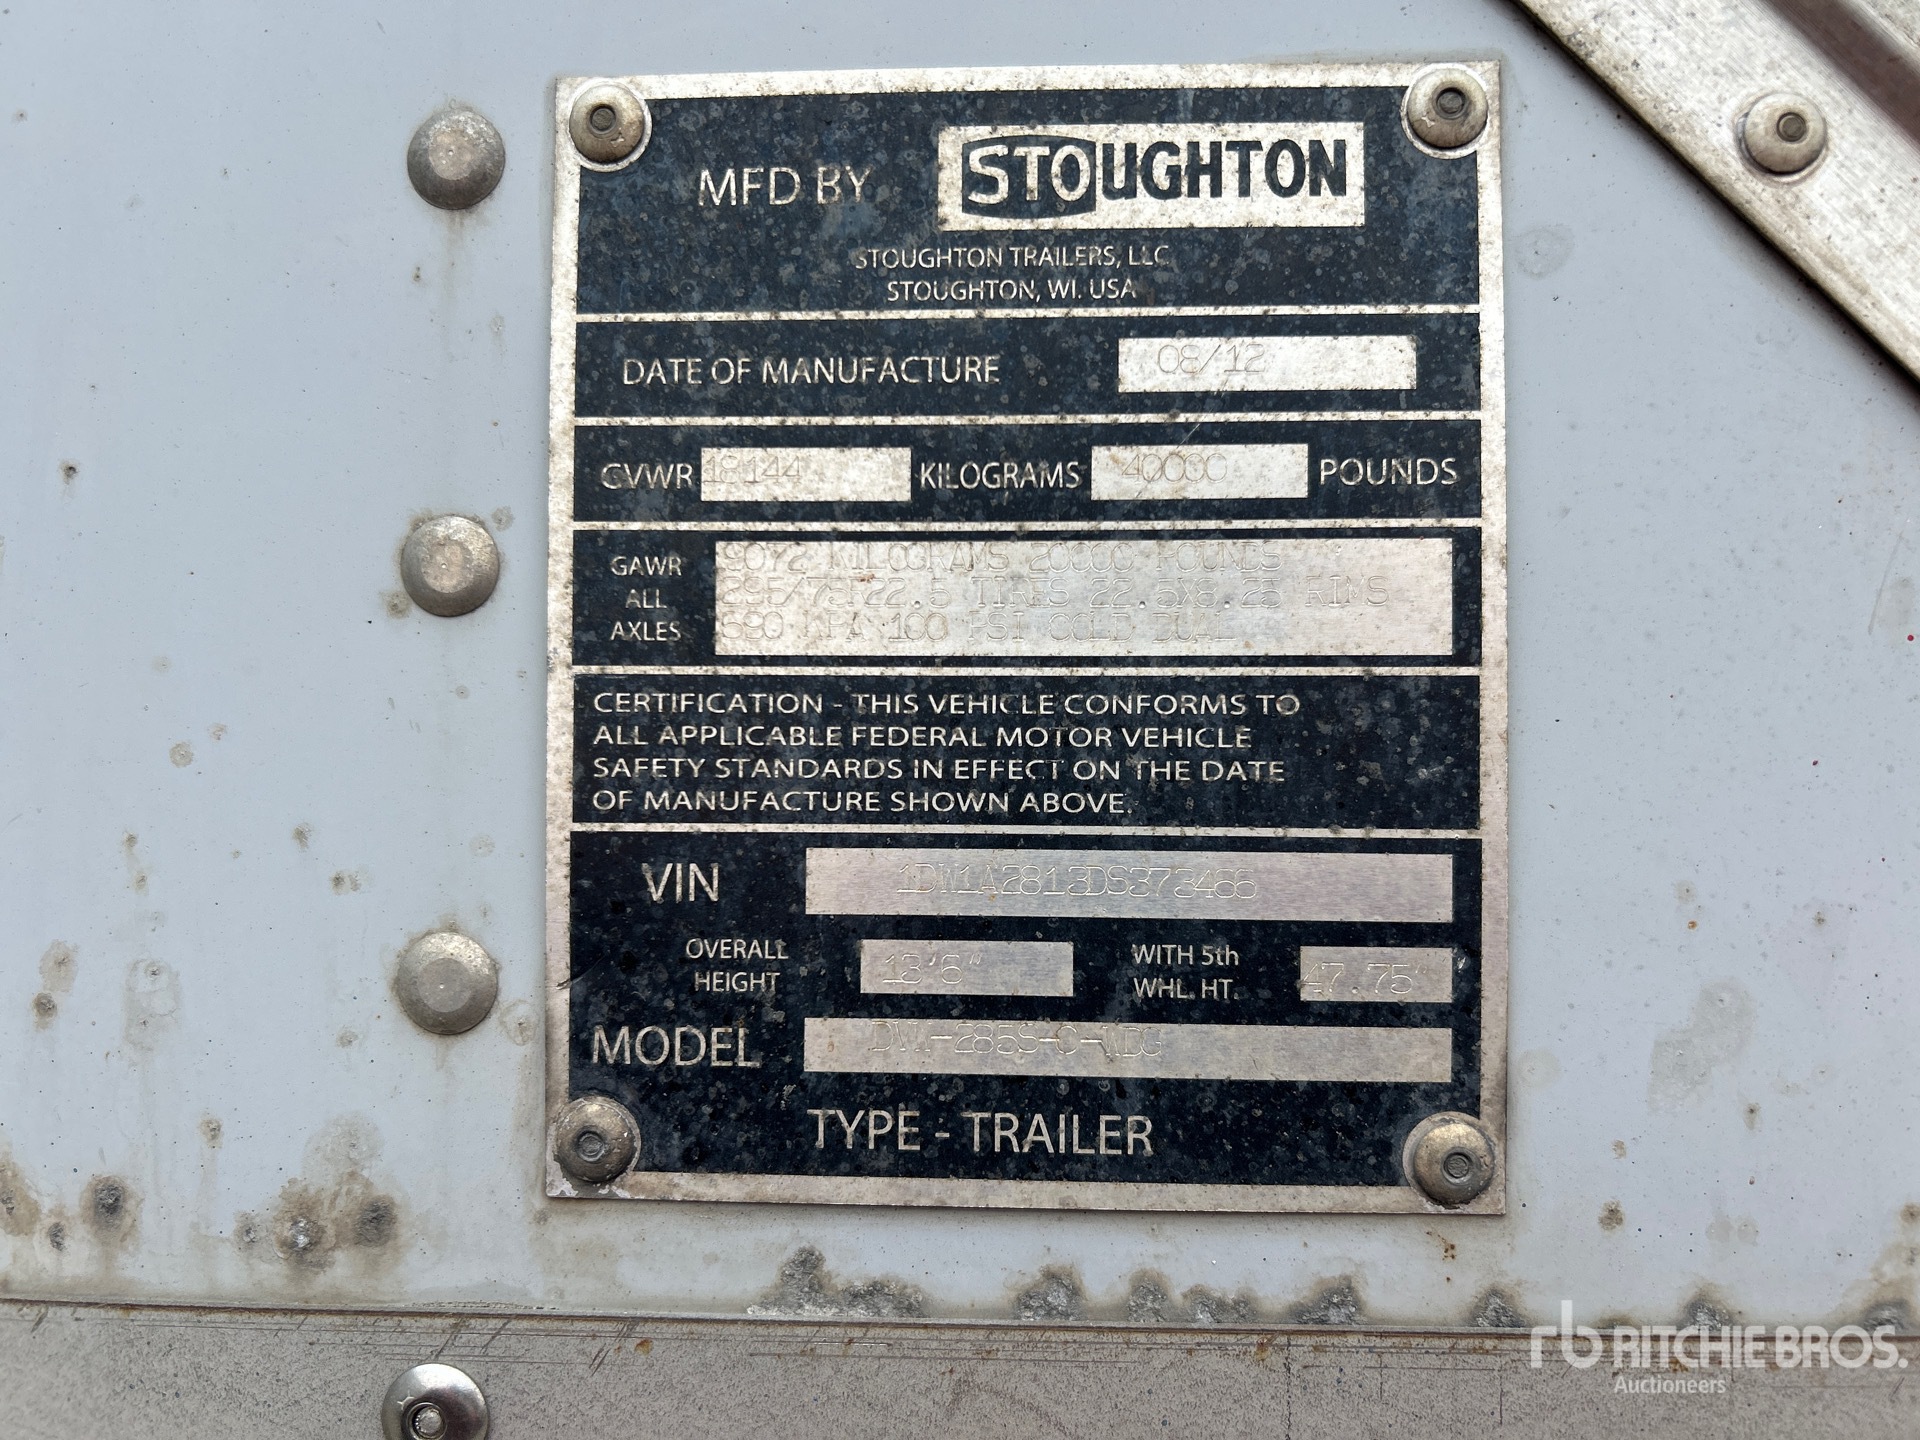 MFD BY STOUGHTON
STOUGHTON TRAILERS, LLC
STOUGHTON, WI. USA
DATE OF MANUFACTURE 08/12
GVWR 18144 KILOGRAMS 40000 POUNDS
GAWR ALL AXLES
9072 KILOGRAMS 20000 POUNDS
295/75R22.5 TIRES 22.5X8.25 RIMS
690 KPA 100 PSI COLD DUAL
CERTIFICATION - THIS VEHICLE CONFORMS TO
ALL APPLICABLE FEDERAL MOTOR VEHICLE
SAFETY STANDARDS IN EFFECT ON THE DATE
OF MANUFACTURE SHOWN ABOVE.
VIN 1DW1A2813DS373466
OVERALL HEIGHT 13'6" WITH 5th WHL. HT. 47.75"
MODEL DVW-285S-C-WDG
TYPE - TRAILER
rb RITCHIE BROS.
Auctioneers